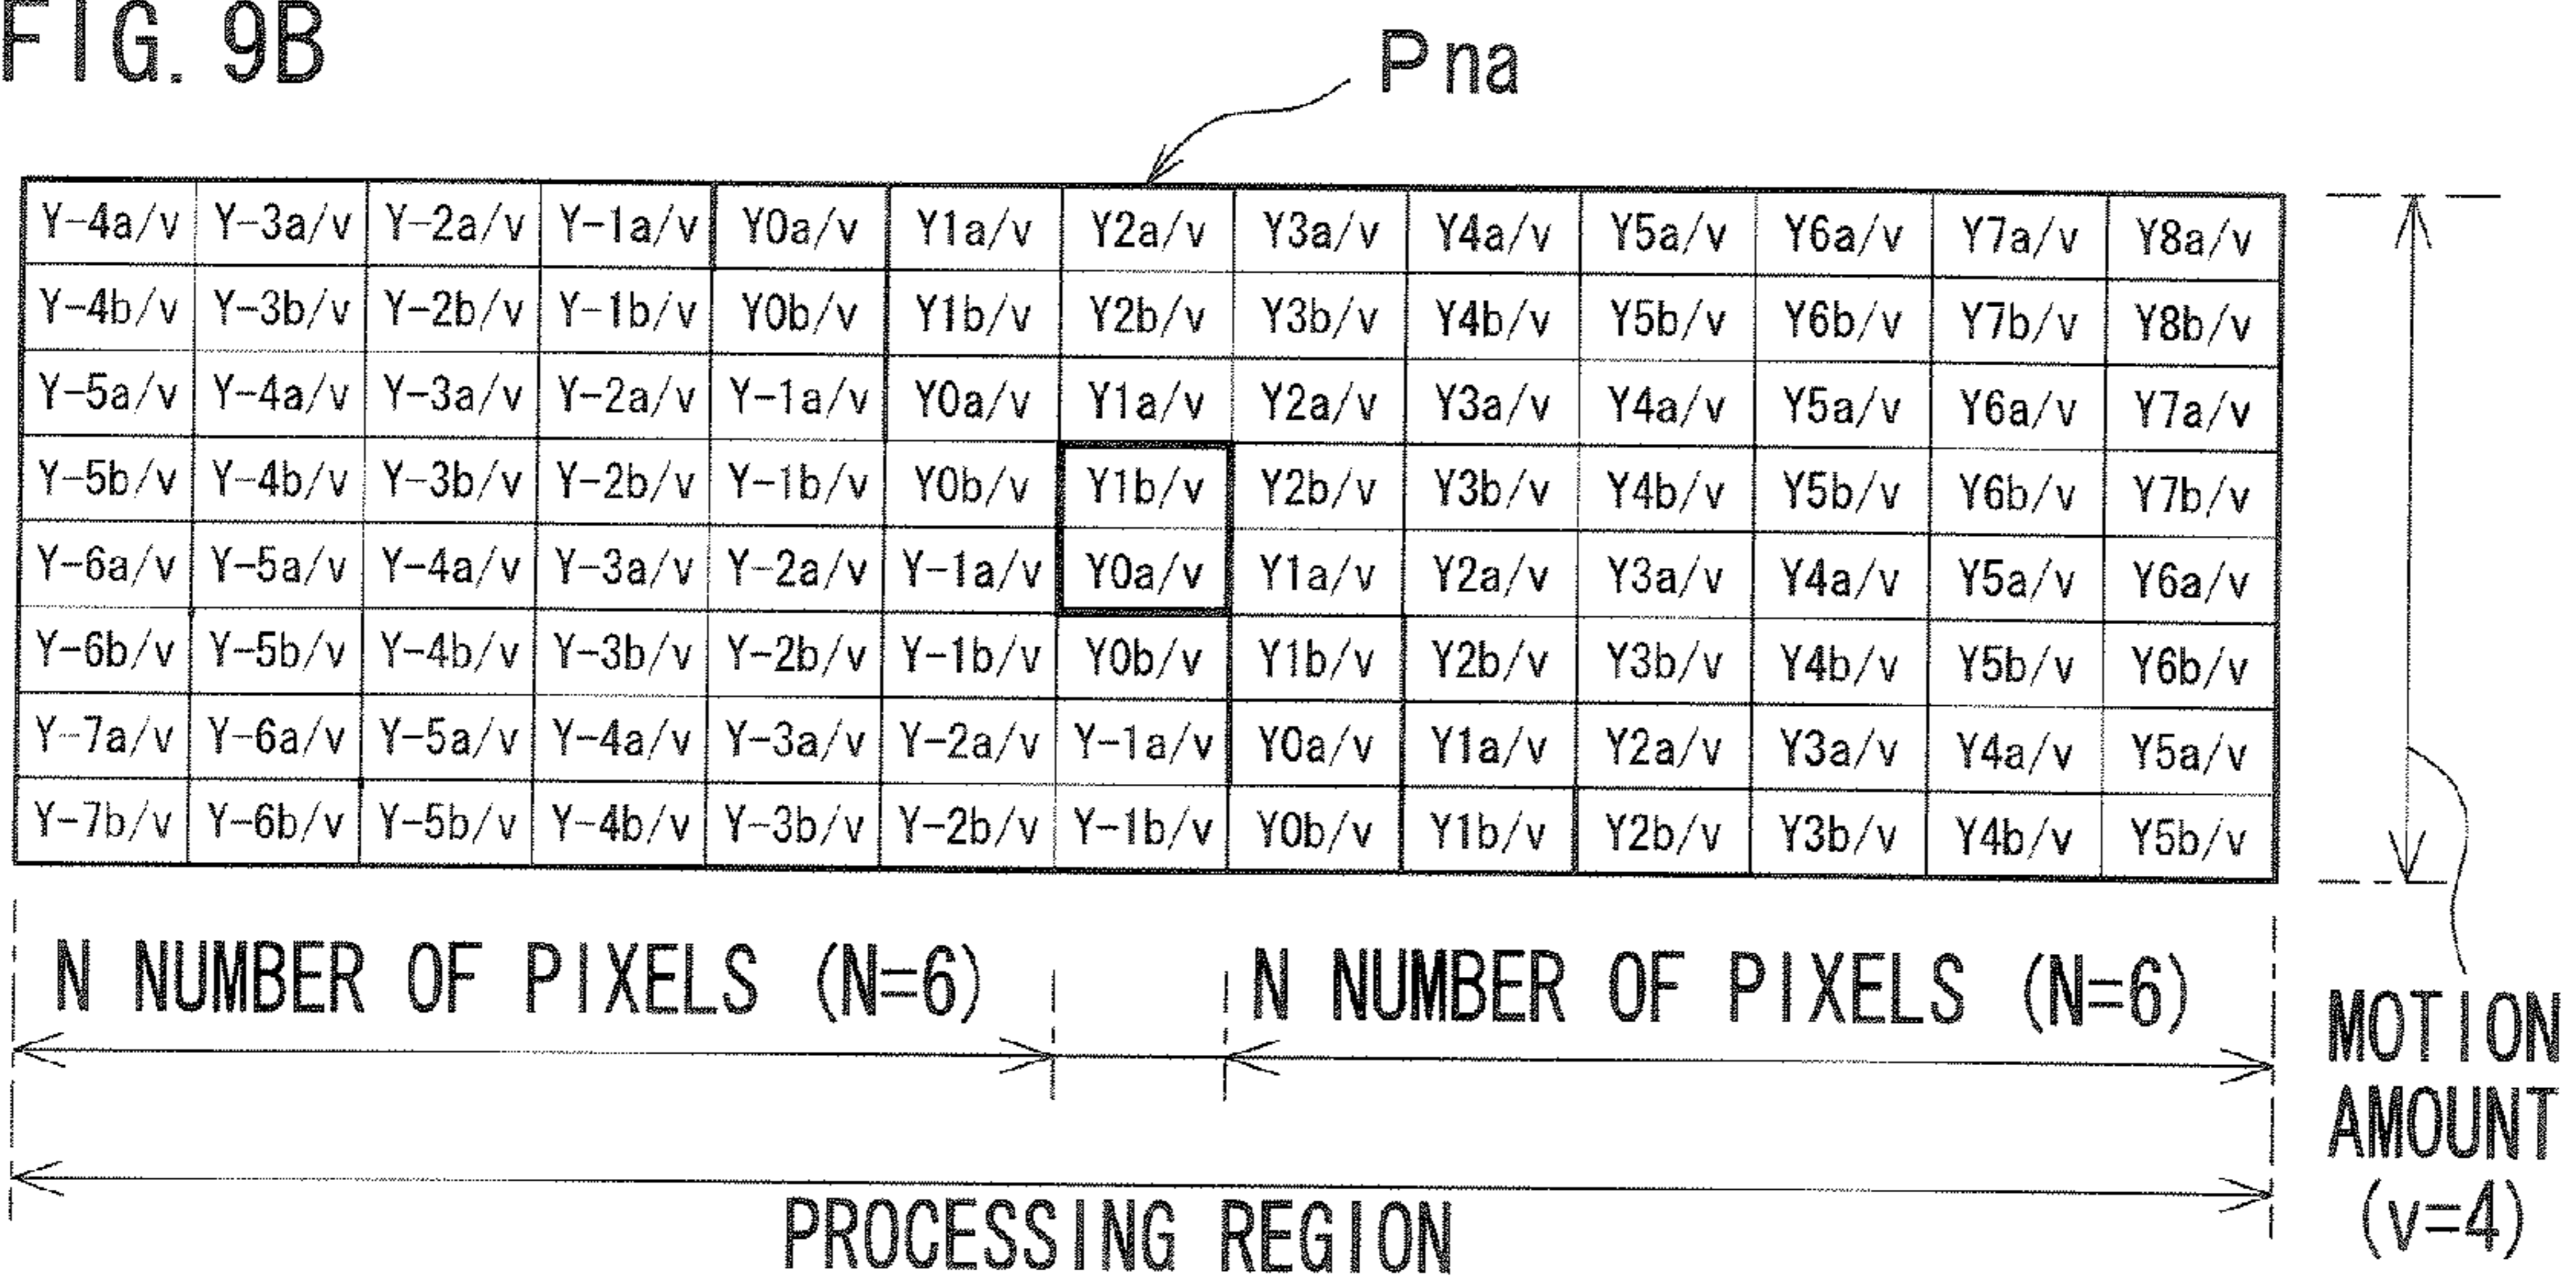 FIG. 9B
Pna
Y-4a/v Y-3a/v Y-2a/v Y-1a/v Y0a/v Y1a/v Y2a/v Y3a/v Y4a/v Y5a/v Y6a/v Y7a/v Y8a/v
Y-4b/v Y-3b/v Y-2b/v Y-1b/v Y0b/v Y1b/v Y2b/v Y3b/v Y4b/v Y5b/v Y6b/v Y7b/v Y8b/v
Y-5a/v Y-4a/v Y-3a/v Y-2a/v Y-1a/v Y0a/v Y1a/v Y2a/v Y3a/v Y4a/v Y5a/v Y6a/v Y7a/v
Y-5b/v Y-4b/v Y-3b/v Y-2b/v Y-1b/v Y0b/v Y1b/v Y2b/v Y3b/v Y4b/v Y5b/v Y6b/v Y7b/v
Y-6a/v Y-5a/v Y-4a/v Y-3a/v Y-2a/v Y-1a/v Y0a/v Y1a/v Y2a/v Y3a/v Y4a/v Y5a/v Y6a/v
Y-6b/v Y-5b/v Y-4b/v Y-3b/v Y-2b/v Y-1b/v Y0b/v Y1b/v Y2b/v Y3b/v Y4b/v Y5b/v Y6b/v
Y-7a/v Y-6a/v Y-5a/v Y-4a/v Y-3a/v Y-2a/v Y-1a/v Y0a/v Y1a/v Y2a/v Y3a/v Y4a/v Y5a/v
Y-7b/v Y-6b/v Y-5b/v Y-4b/v Y-3b/v Y-2b/v Y-1b/v Y0b/v Y1b/v Y2b/v Y3b/v Y4b/v Y5b/v
N NUMBER OF PIXELS (N=6) N NUMBER OF PIXELS (N=6)
MOTION
AMOUNT
(v=4)
PROCESSING REGION